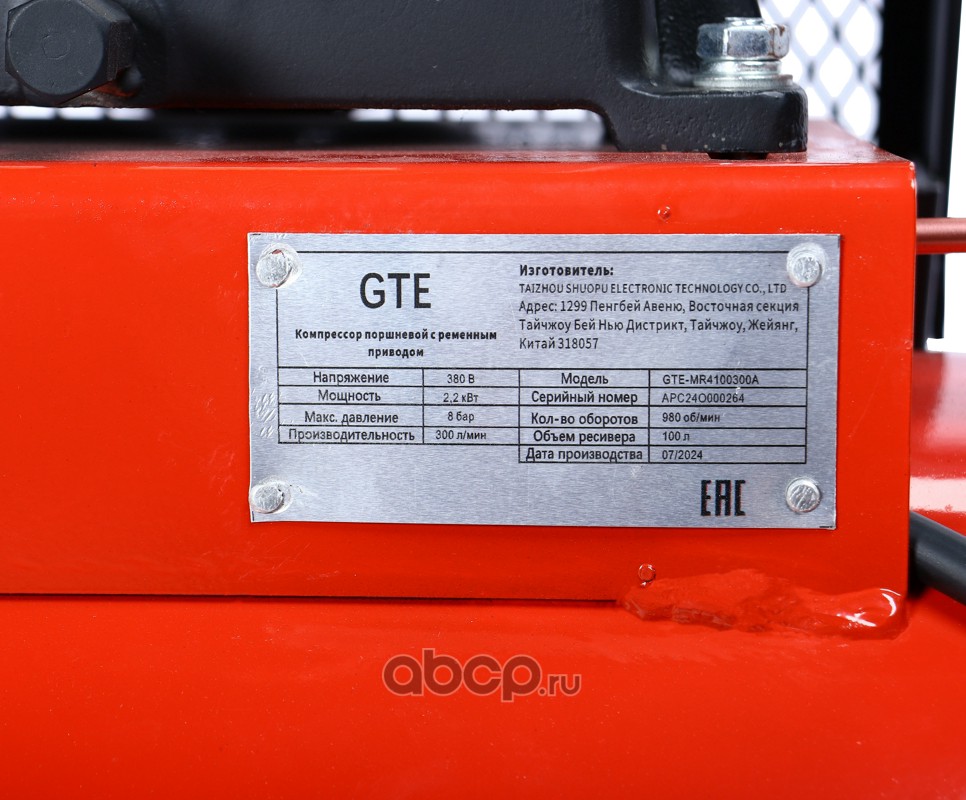 GTE
Компрессор поршневой с ременным
приводом
Изготовитель:
TAIZHOU SHUOPU ELECTRONIC TECHNOLOGY CO., LTD
Адрес: 1299 Пенгбей Авеню, Восточная секция
Тайчжоу Бей Нью Дистрикт, Тайчжоу, Жейянг,
Китай 318057
Напряжение 380 В
Мощность 2,2 кВт
Макс. давление 8 бар
Производительность 300 л/мин
Модель GTE-MR4100300A
Серийный номер APC24O000264
Кол-во оборотов 980 об/мин
Объем ресивера 100 л
Дата производства 07/2024
EAC
abcp.ru